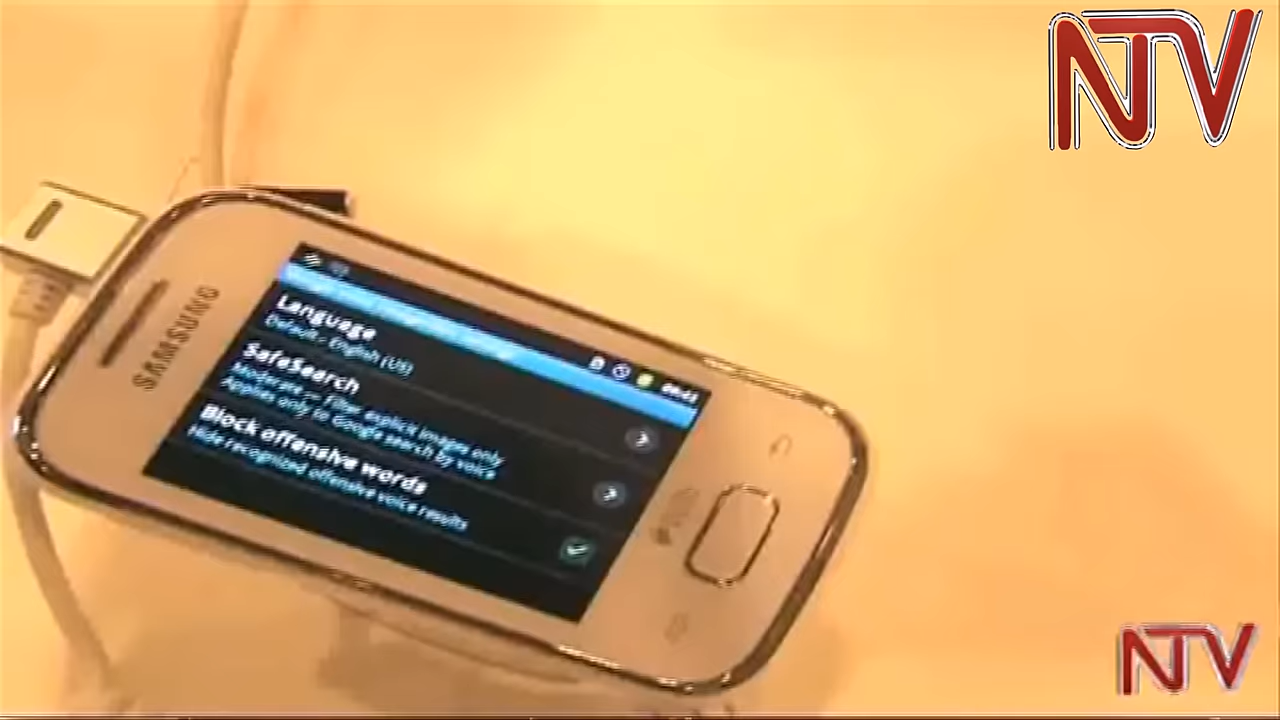 NTV
SAMSUNG
Language
Default - English (US)
SafeSearch
Moderate — Filter explicit images only
Applies only to Google search by voice
Block offensive words
Hide recognized offensive voice results
NTV